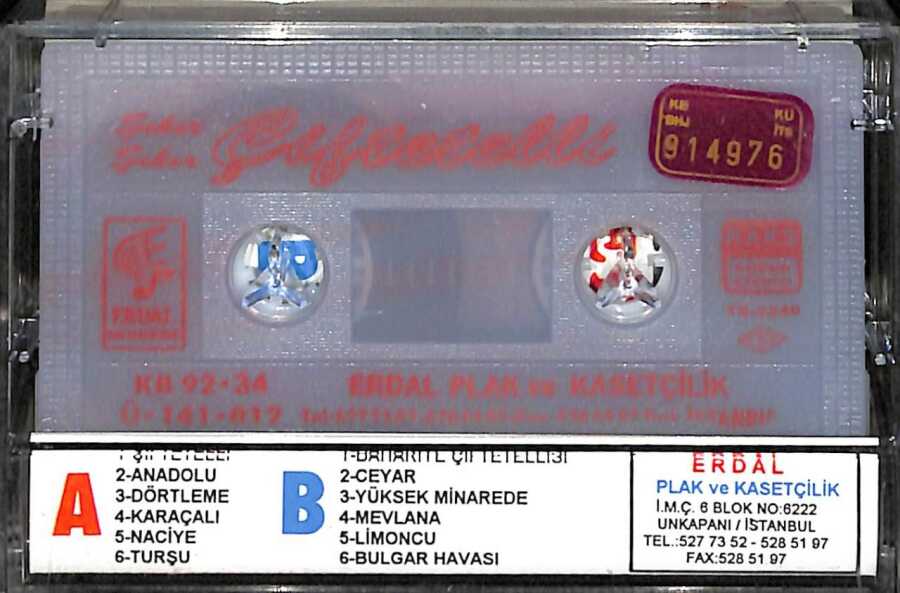 Şeker
Şeker Çiftetelli
KB KÜ
914976
ERDAL
KB 92-34 ERDAL PLAK ve KASETÇİLİK
Ü-141-012
A
2-ANADOLU
3-DÖRTLEME
4-KARAÇALI
5-NACİYE
6-TURŞU
B
2-CEYAR
3-YÜKSEK MİNAREDE
4-MEVLANA
5-LİMONCU
6-BULGAR HAVASI
ERDAL
PLAK ve KASETÇİLİK
İ.M.Ç. 6 BLOK NO:6222
UNKAPANI / İSTANBUL
TEL.:527 73 52 - 528 51 97
FAX:528 51 97